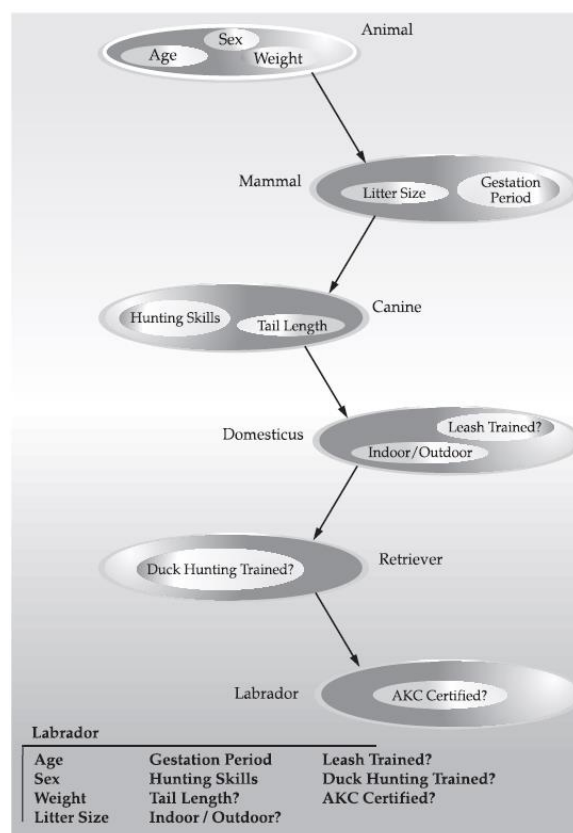 Animal
Sex
Age
Weight
Mammal
Litter Size
Gestation
Period
Canine
Hunting Skills
Tail Length
Domesticus
Leash Trained?
Indoor/Outdoor
Retriever
Duck Hunting Trained?
Labrador
AKC Certified?
Labrador
Age Gestation Period Leash Trained?
Sex Hunting Skills Duck Hunting Trained?
Weight Tail Length? AKC Certified?
Litter Size Indoor / Outdoor?